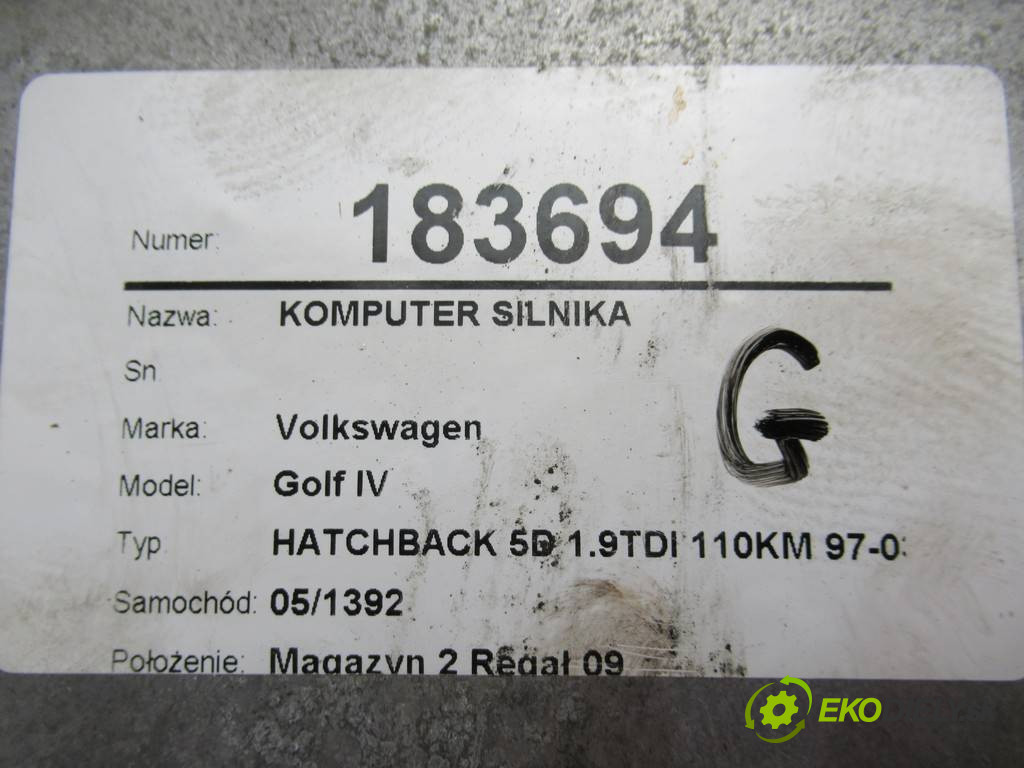 Numer: 183694
Nazwa: KOMPUTER SILNIKA
Sn
Marka: Volkswagen
G
Model: Golf IV
Typ HATCHBACK 5D 1.9TDI 110KM 97-0
Samochód: 05/1392
Położenie: Magazyn 2 Regał 09
EKO